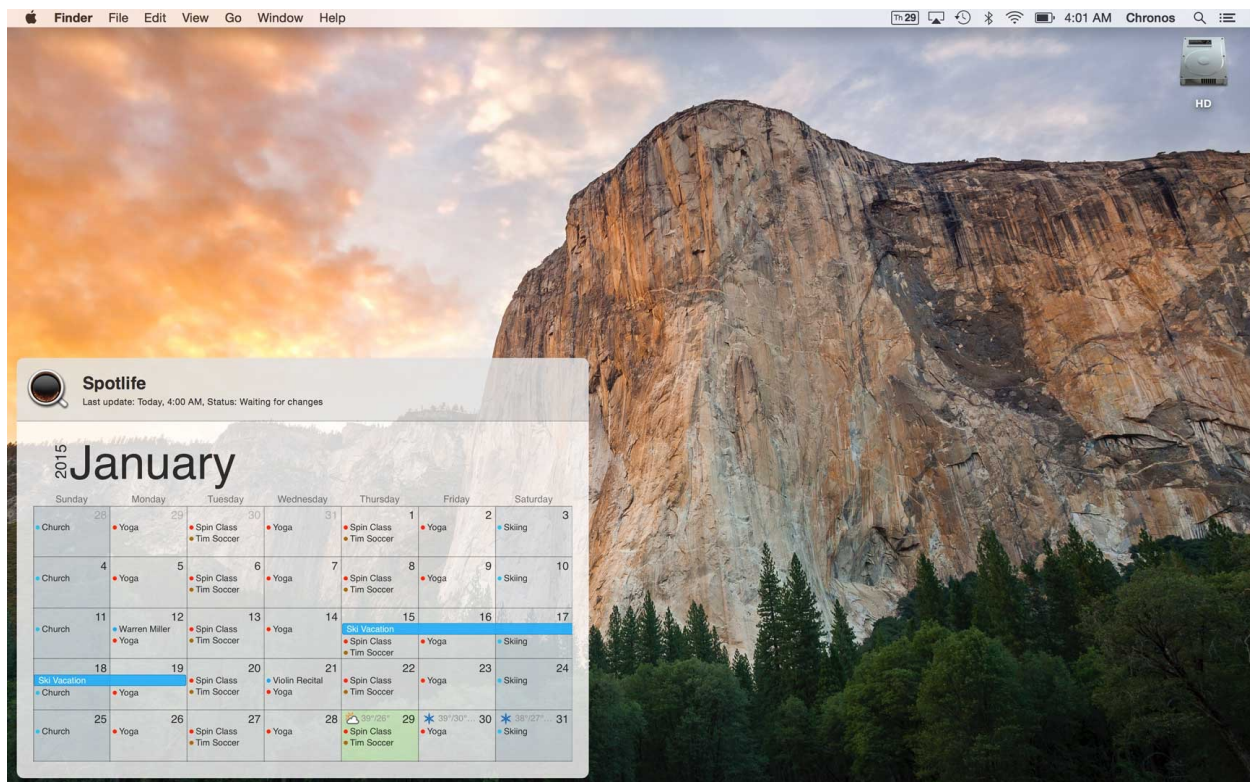 Finder File Edit View Go Window Help Th 29 4:01 AM Chronos
HD
Spotlife
Last update: Today, 4:00 AM, Status: Waiting for changes
2015 January
Sunday Monday Tuesday Wednesday Thursday Friday Saturday
28 29 30 31 1 2 3
Church Yoga Spin Class Yoga Spin Class Yoga Skiing
Tim Soccer Tim Soccer
4 5 6 7 8 9 10
Church Yoga Spin Class Yoga Spin Class Yoga Skiing
Tim Soccer Tim Soccer
11 12 13 14 15 16 17
Ski Vacation
Church Warren Miller Spin Class Yoga Spin Class Yoga Skiing
Yoga Tim Soccer Tim Soccer
18 19 20 21 22 23 24
Ski Vacation Spin Class Violin Recital Spin Class Yoga Skiing
Church Yoga Tim Soccer Yoga Tim Soccer
25 26 27 28 39°/26° 29 39°/30°... 30 38°/27°... 31
Church Yoga Spin Class Yoga Spin Class Yoga Skiing
Tim Soccer Tim Soccer